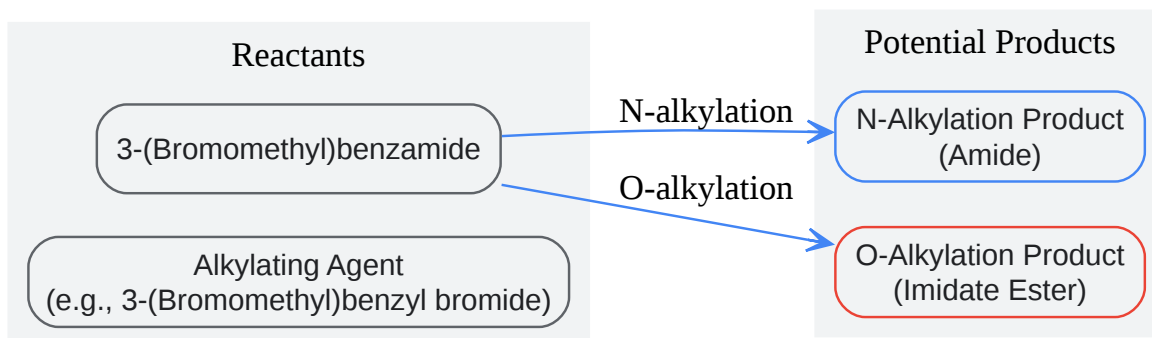 Reactants
3-(Bromomethyl)benzamide
Alkylating Agent
(e.g., 3-(Bromomethyl)benzyl bromide)
N-alkylation
O-alkylation
Potential Products
N-Alkylation Product
(Amide)
O-Alkylation Product
(Imidate Ester)